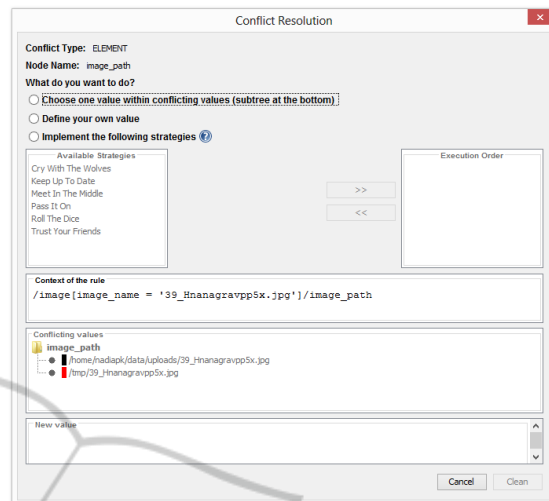 Conflict Resolution
x
Conflict Type: ELEMENT
Node Name: image_path
What do you want to do?
Choose one value within conflicting values (subtree at the bottom)
Define your own value
Implement the following strategies ?
Available Strategies
Cry With The Wolves
Keep Up To Date
Meet In The Middle
Pass It On
Roll The Dice
Trust Your Friends
>>
<<
Execution Order
Context of the rule
/image[image_name = '39_Hnanagravpp5x.jpg']/image_path
Conflicting values
image_path
/home/nadiapk/data/uploads/39_Hnanagravpp5x.jpg
/tmp/39_Hnanagravpp5x.jpg
New value
Cancel Clean